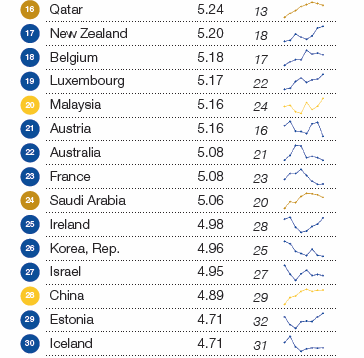 16 Qatar 5.24 13
17 New Zealand 5.20 18
18 Belgium 5.18 17
19 Luxembourg 5.17 22
20 Malaysia 5.16 24
21 Austria 5.16 16
22 Australia 5.08 21
23 France 5.08 23
24 Saudi Arabia 5.06 20
25 Ireland 4.98 28
26 Korea, Rep. 4.96 25
27 Israel 4.95 27
28 China 4.89 29
29 Estonia 4.71 32
30 Iceland 4.71 31